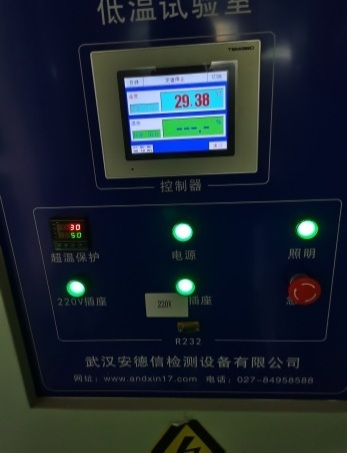 低温试验室
29.38
控制器
30
50
超温保护
电源
照明
220V插座
220V
插座
急
R232
武汉安德信检测设备有限公司
网址：www.andxin17.com 电话：027-84958588